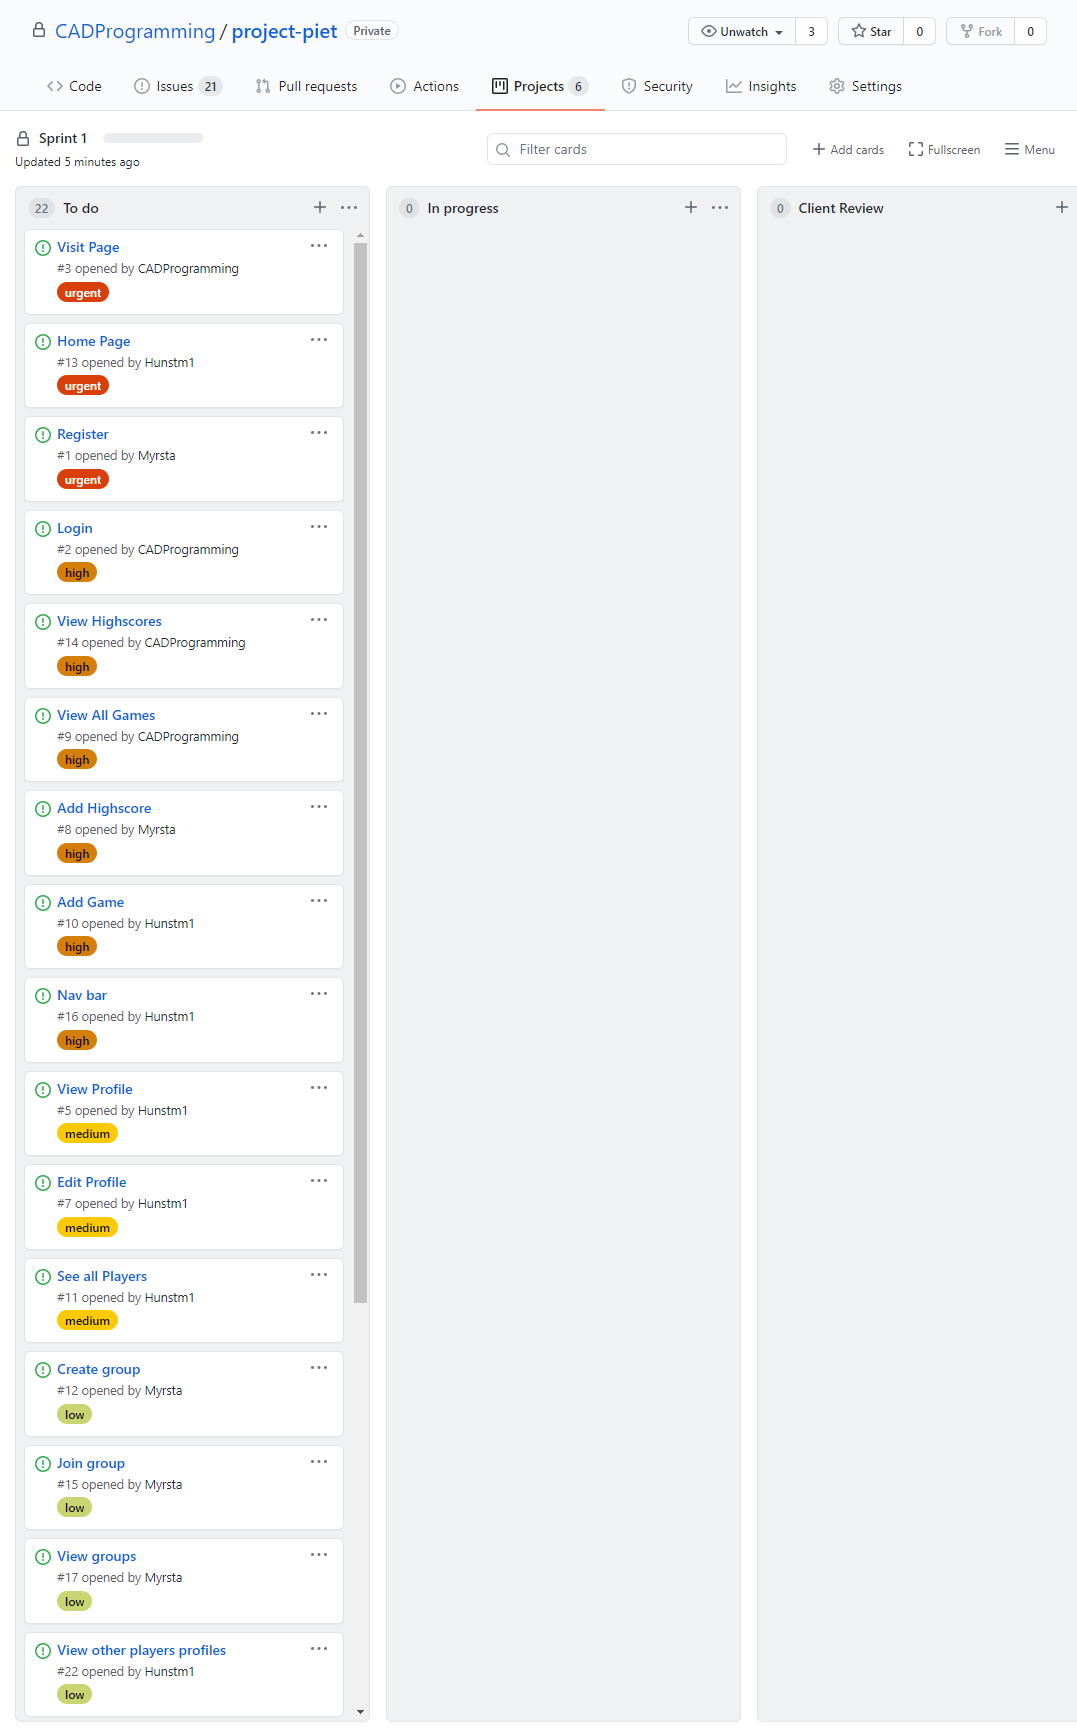 CADProgramming / project-piet Private
Unwatch 3 Star 0 Fork 0
Code Issues 21 Pull requests Actions Projects 6 Security Insights Settings
Sprint 1
Updated 5 minutes ago
Filter cards
Add cards Fullscreen Menu
22 To do
Visit Page
#3 opened by CADProgramming
urgent
Home Page
#13 opened by Hunstm1
urgent
Register
#1 opened by Myrsta
urgent
Login
#2 opened by CADProgramming
high
View Highscores
#14 opened by CADProgramming
high
View All Games
#9 opened by CADProgramming
high
Add Highscore
#8 opened by Myrsta
high
Add Game
#10 opened by Hunstm1
high
Nav bar
#16 opened by Hunstm1
high
View Profile
#5 opened by Hunstm1
medium
Edit Profile
#7 opened by Hunstm1
medium
See all Players
#11 opened by Hunstm1
medium
Create group
#12 opened by Myrsta
low
Join group
#15 opened by Myrsta
low
View groups
#17 opened by Myrsta
low
View other players profiles
#22 opened by Hunstm1
low
0 In progress
0 Client Review